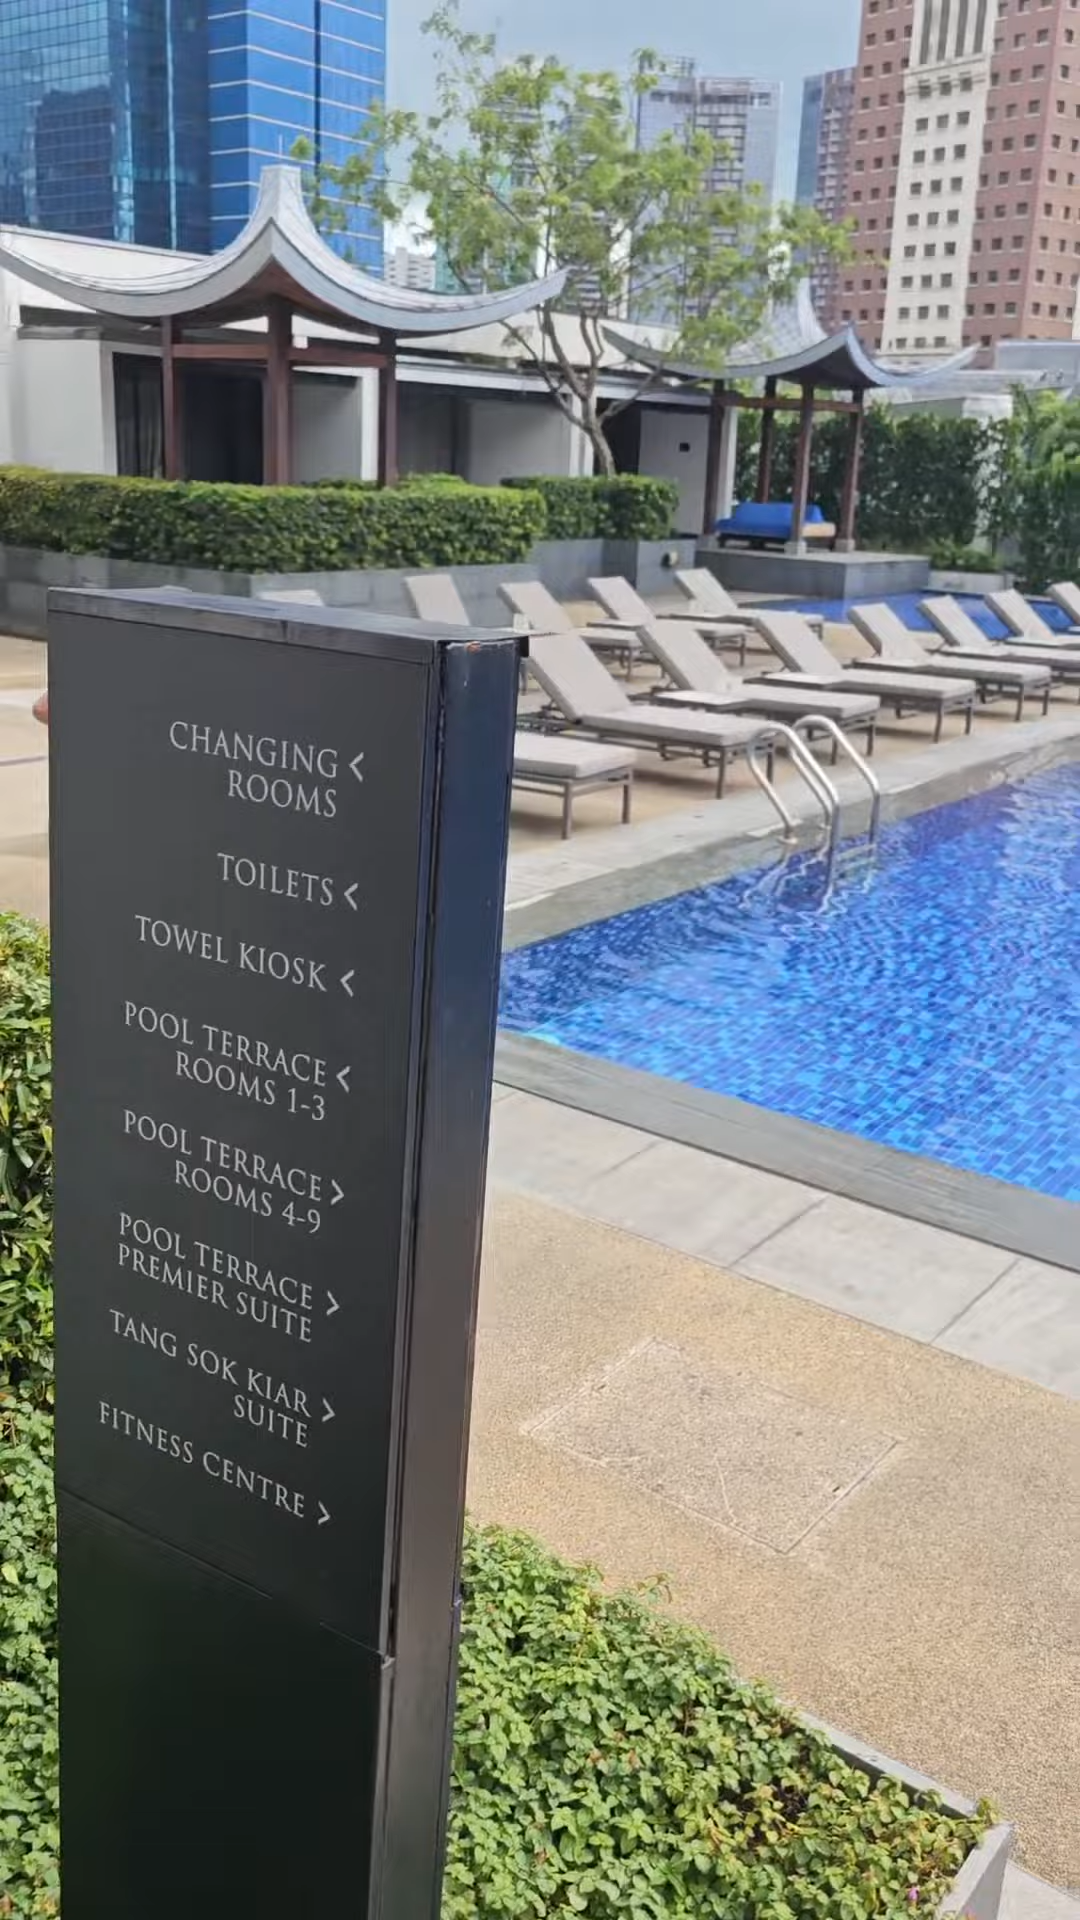 CHANGING <
ROOMS
TOILETS <
TOWEL KIOSK <
POOL TERRACE <
ROOMS 1-3
POOL TERRACE >
ROOMS 4-9
POOL TERRACE >
PREMIER SUITE
TANG SOK KIAR >
SUITE
FITNESS CENTRE >